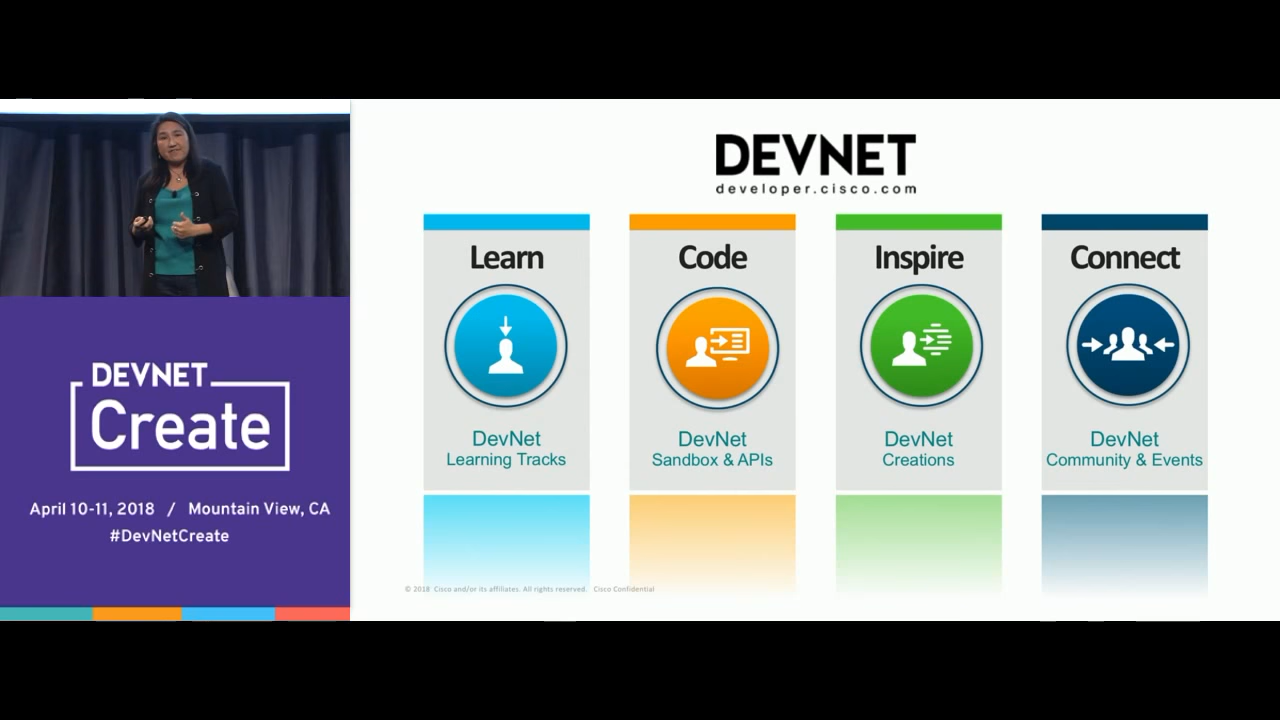 DEVNET
Create
April 10-11, 2018 / Mountain View, CA
#DevNetCreate
DEVNET
developer.cisco.com
Learn
DevNet
Learning Tracks
Code
DevNet
Sandbox & APIs
Inspire
DevNet
Creations
Connect
DevNet
Community & Events
© 2018 Cisco and/or its affiliates. All rights reserved. Cisco Confidential